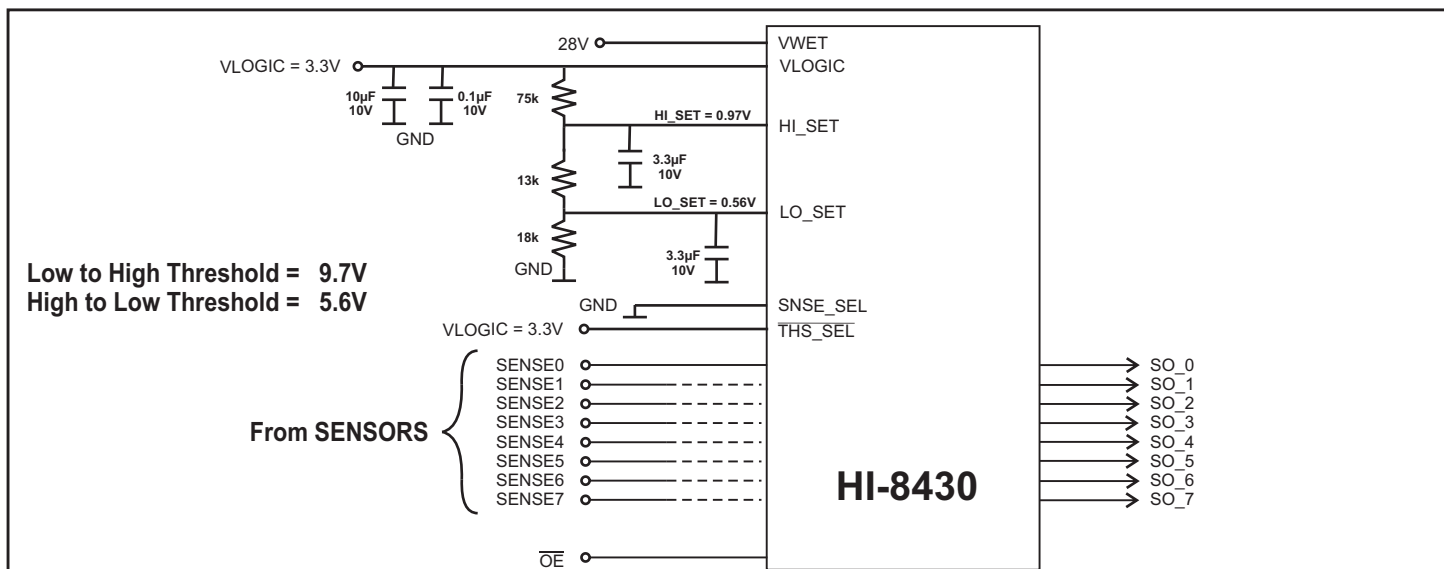 28V
VWET
VLOGIC = 3.3V
VLOGIC
10µF
10V
0.1µF
10V
GND
75k
HI_SET = 0.97V
HI_SET
3.3µF
10V
13k
LO_SET = 0.56V
LO_SET
18k
GND
3.3µF
10V
Low to High Threshold = 9.7V
High to Low Threshold = 5.6V
GND
SNSE_SEL
VLOGIC = 3.3V
THS_SEL
From SENSORS
SENSE0
SENSE1
SENSE2
SENSE3
SENSE4
SENSE5
SENSE6
SENSE7
OE
HI-8430
SO_0
SO_1
SO_2
SO_3
SO_4
SO_5
SO_6
SO_7